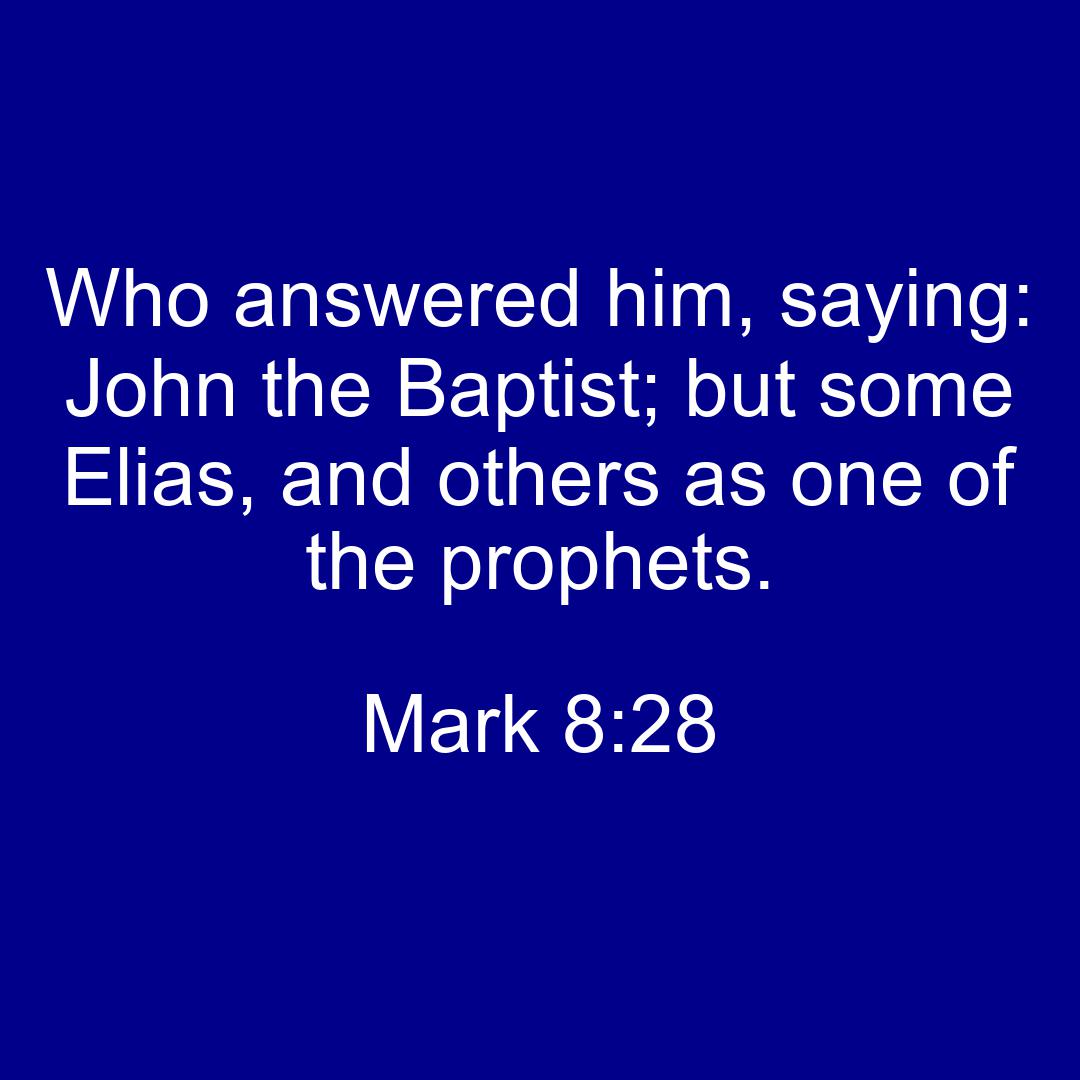 Who answered him, saying:
John the Baptist; but some
Elias, and others as one of
the prophets.
Mark 8:28